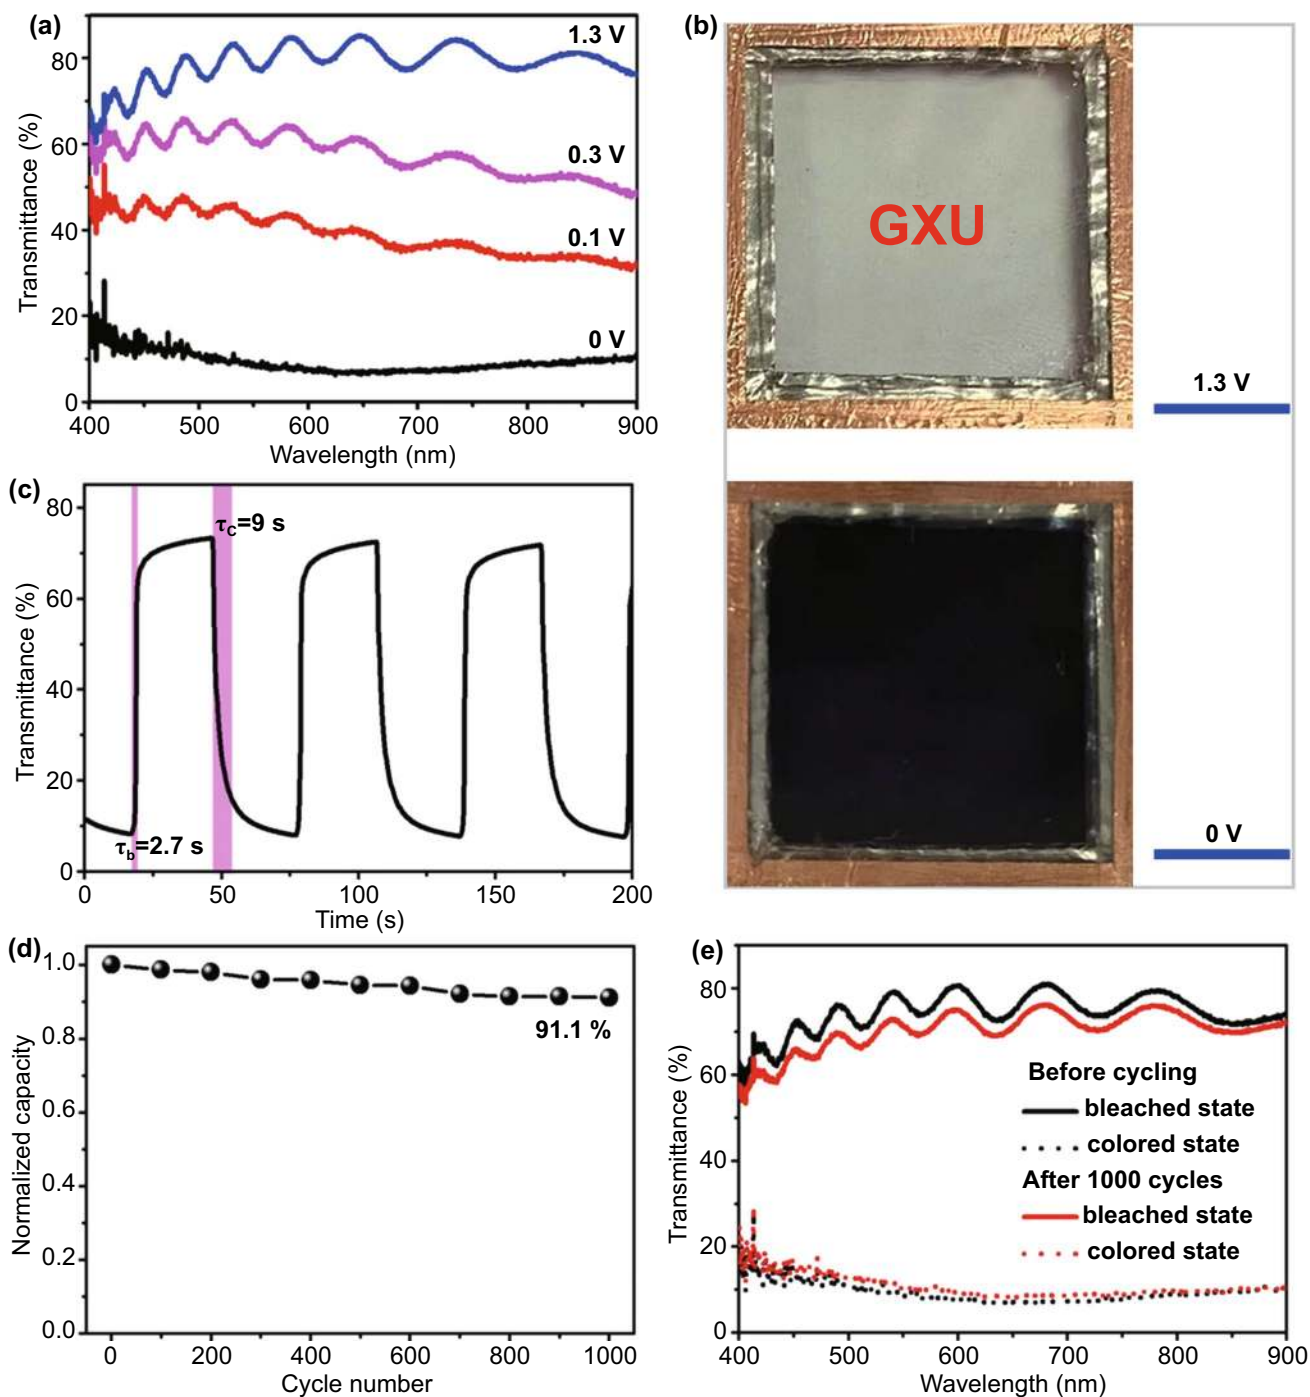 (a)
1.3 V
0.3 V
0.1 V
0 V
Transmittance (%)
80
60
40
20
0
400 500 600 700 800 900
Wavelength (nm)
(b)
GXU
1.3 V
0 V
(c)
τc=9 s
τb=2.7 s
Transmittance (%)
80
60
40
20
0
0 50 100 150 200
Time (s)
(d)
91.1 %
Normalized capacity
1.0
0.8
0.6
0.4
0.2
0.0
0 200 400 600 800 1000
Cycle number
(e)
Before cycling
bleached state
colored state
After 1000 cycles
bleached state
colored state
Transmittance (%)
80
60
40
20
0
400 500 600 700 800 900
Wavelength (nm)